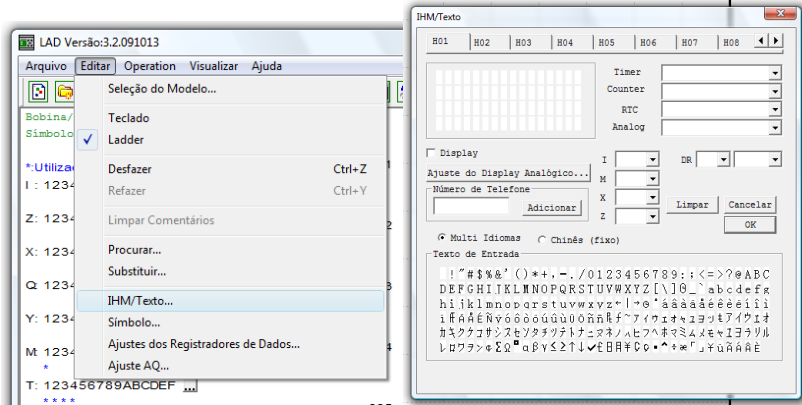 LAD Versão:3.2.091013
Arquivo Editar Operation Visualizar Ajuda
Seleção do Modelo...
Teclado
Ladder
Desfazer Ctrl+Z
Refazer Ctrl+Y
Limpar Comentários
Procurar...
Substituir...
IHM/Texto...
Símbolo...
Ajustes dos Registradores de Dados...
Ajuste AQ...
Bobina/
Símbolo
*:Utiliza
I : 1234
Z: 1234
X: 1234
Q: 1234
Y: 1234
M: 1234
*
T: 123456789ABCDEF ...
****
IHM/Texto
H01 H02 H03 H04 H05 H06 H07 H08
Timer
Counter
RTC
Analog
Display
Ajuste do Display Analógico...
Número de Telefone
Adicionar
I
M
X
Z
DR
Limpar Cancelar
OK
Multi Idiomas Chinês (fixo)
Texto de Entrada
!"#$%&'()*+,-./0123456789:;<=>?@ABC
DEFGHIJKLMNOPQRSTUVWXYZ[\]^_`abcdefg